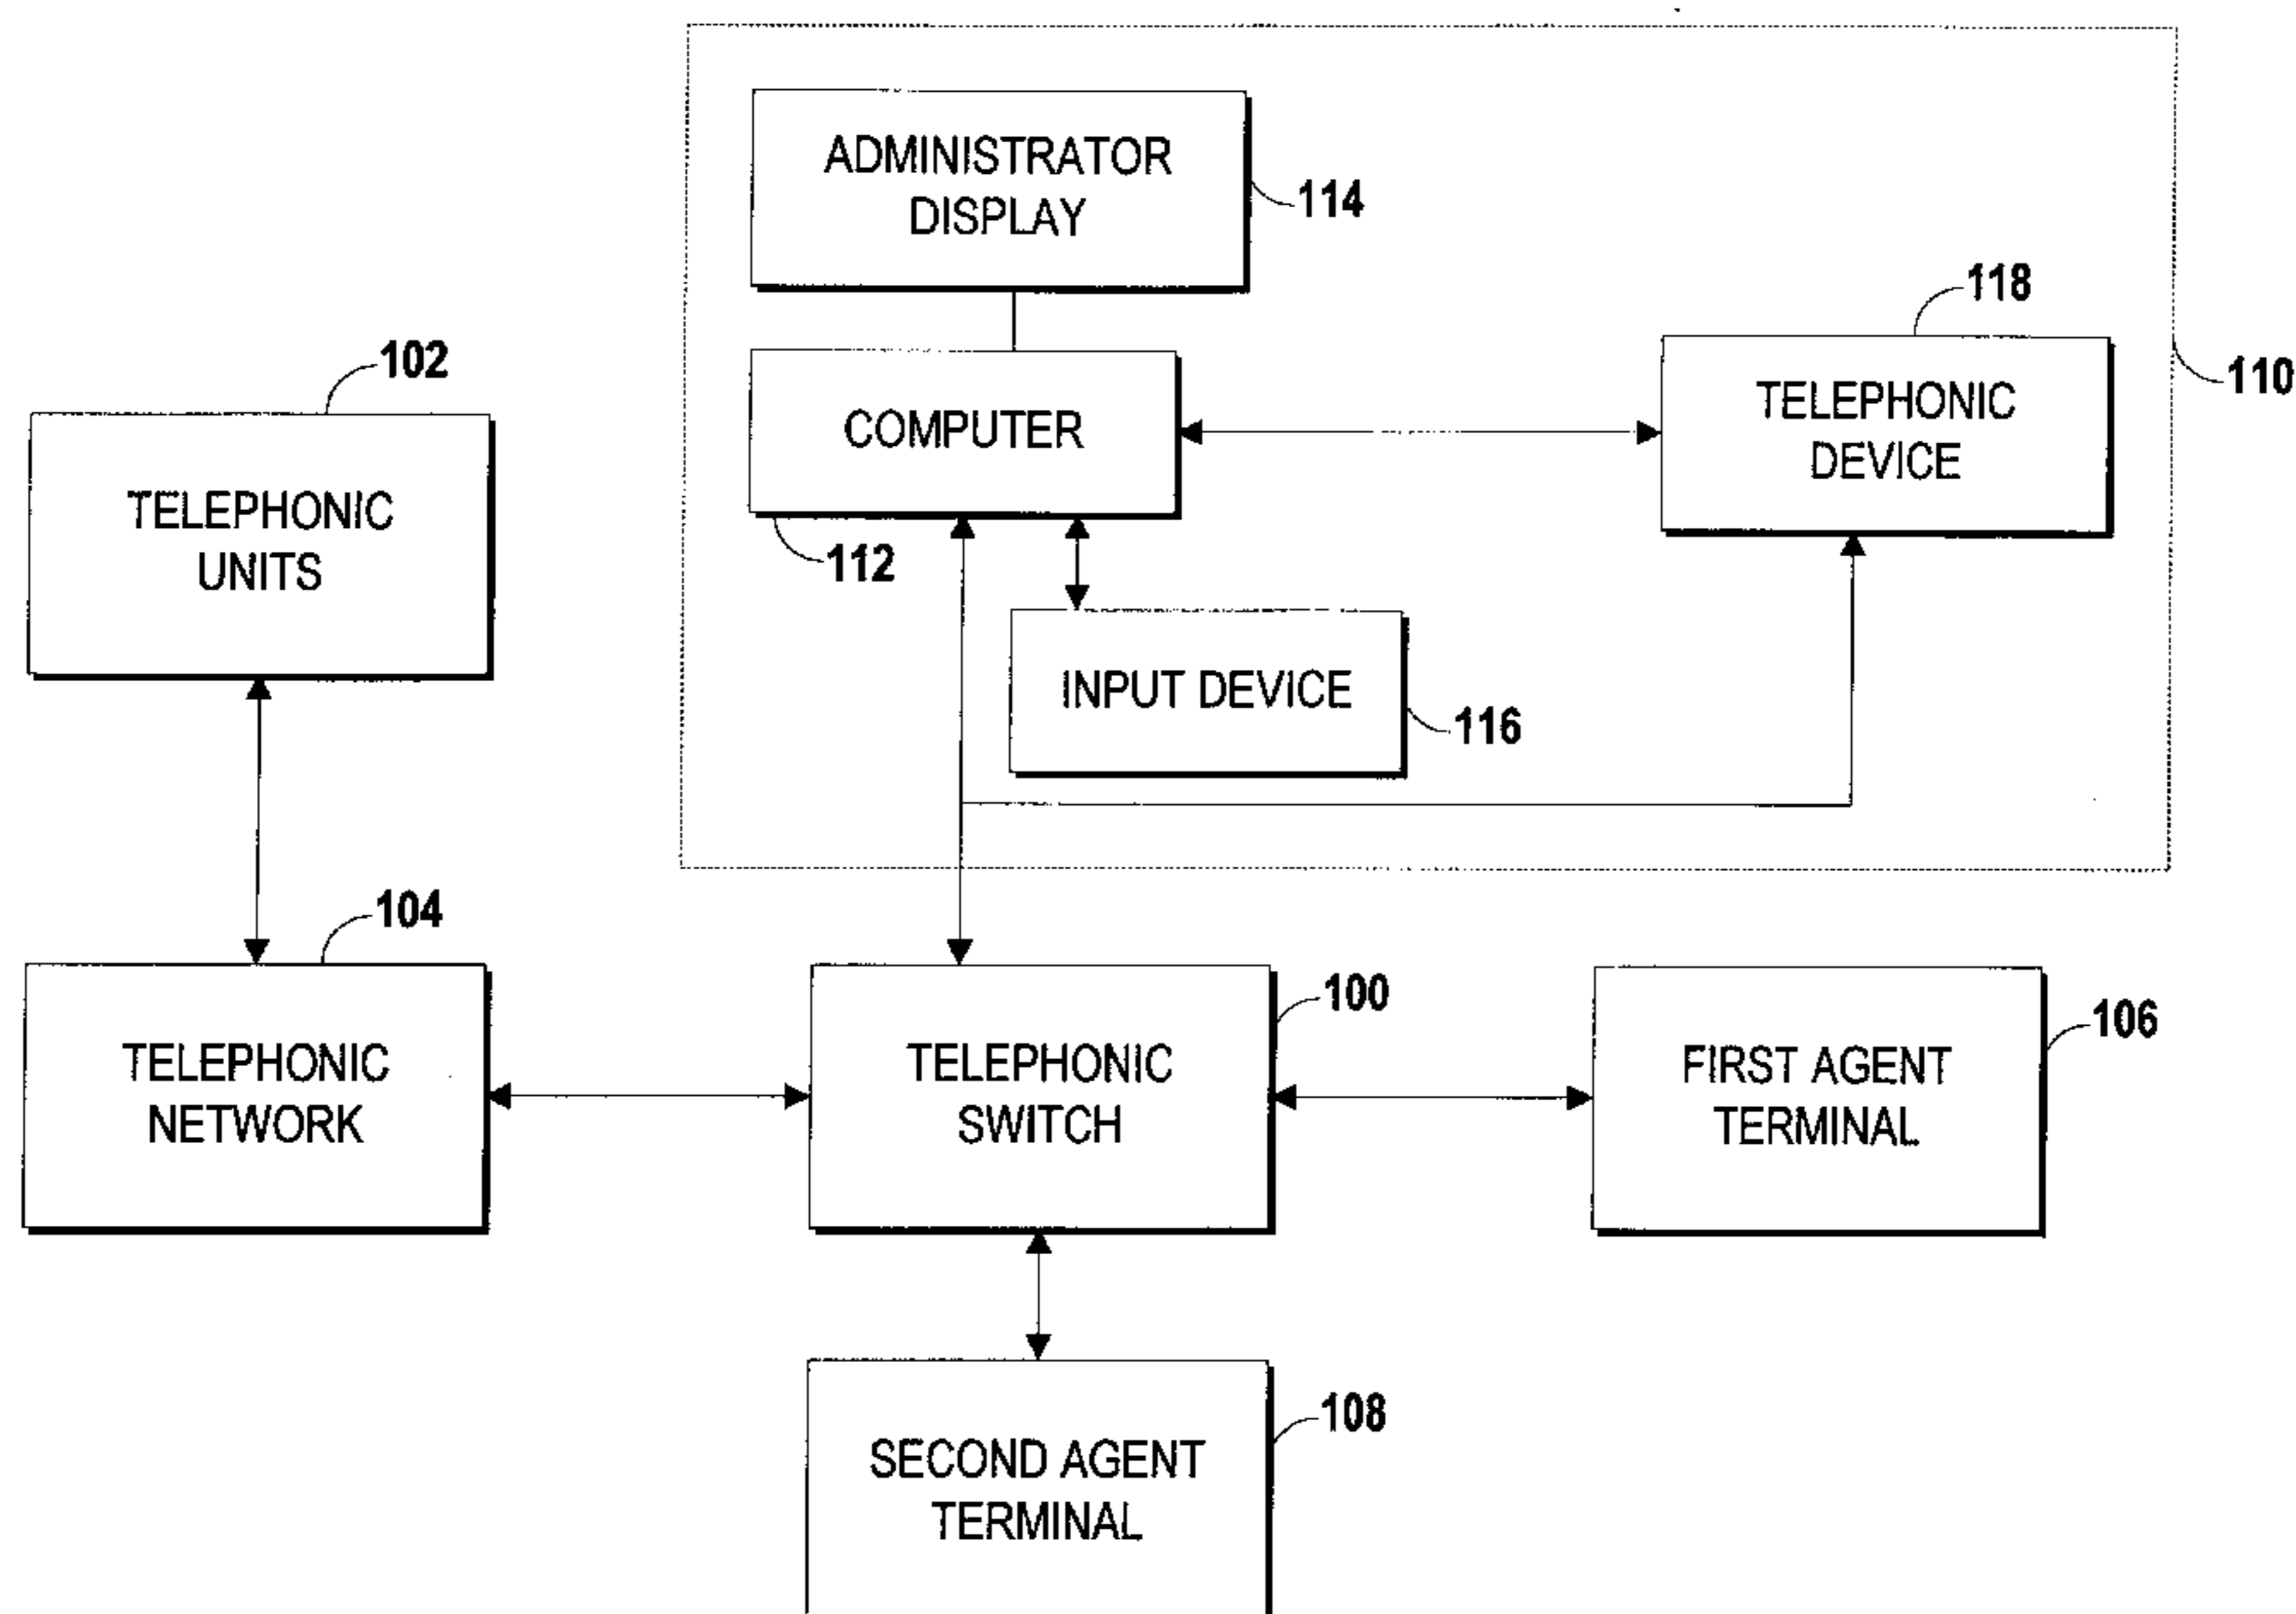 ADMINISTRATOR
DISPLAY
114
118
102
110
TELEPHONIC
DEVICE
COMPUTER
TELEPHONIC
UNITS
112
INPUT DEVICE
116
104
100
106
TELEPHONIC
NETWORK
TELEPHONIC
SWITCH
FIRST AGENT
TERMINAL
108
SECOND AGENT
TERMINAL